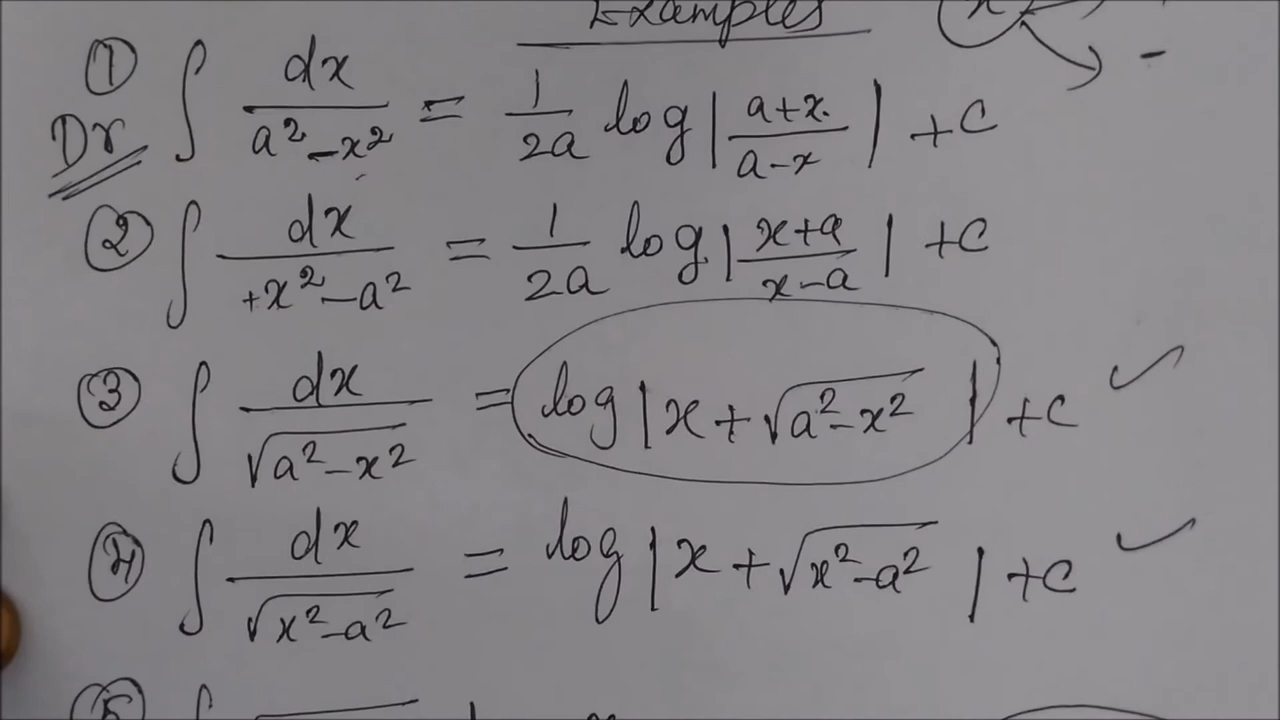 Examples
① ∫ dx/(a²-x²) = 1/2a log |(a+x)/(a-x)| + c
Dr
② ∫ dx/(+x²-a²) = 1/2a log |(x+a)/(x-a)| + c
③ ∫ dx/√(a²-x²) = log |x + √(a²-x²)| + c ✓
④ ∫ dx/√(x²-a²) = log |x + √(x²-a²)| + c ✓